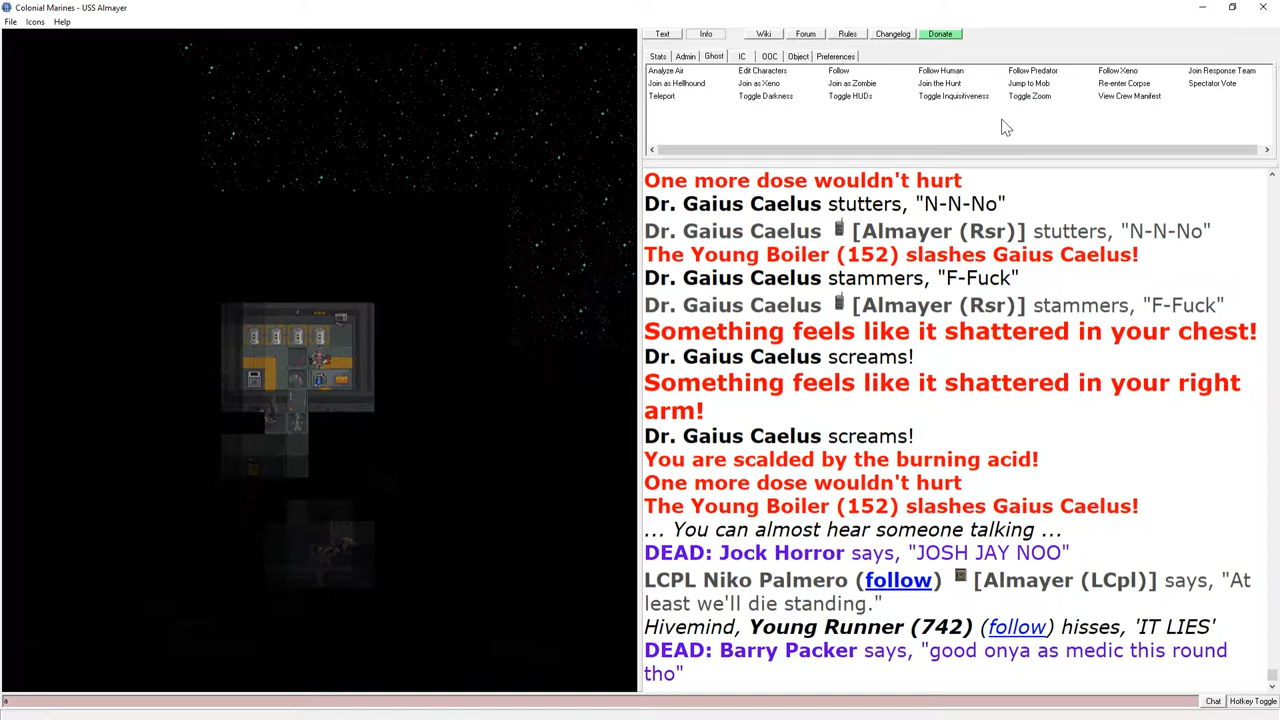 Colonial Marines - USS Almayer
File Icons Help
Text Info Wiki Forum Rules Changelog Donate
Stats Admin Ghost IC OOC Object Preferences
Analyze Air Edit Characters Follow Follow Human Follow Predator Follow Xeno Join Response Team
Join as Hellhound Join as Xeno Join as Zombie Join the Hunt Jump to Mob Re-enter Corpse Spectator Vote
Teleport Toggle Darkness Toggle HUDs Toggle Inquisitiveness Toggle Zoom View Crew Manifest
One more dose wouldn't hurt
Dr. Gaius Caelus stutters, "N-N-No"
Dr. Gaius Caelus [Almayer (Rsr)] stutters, "N-N-No"
The Young Boiler (152) slashes Gaius Caelus!
Dr. Gaius Caelus stammers, "F-Fuck"
Dr. Gaius Caelus [Almayer (Rsr)] stammers, "F-Fuck"
Something feels like it shattered in your chest!
Dr. Gaius Caelus screams!
Something feels like it shattered in your right
arm!
Dr. Gaius Caelus screams!
You are scalded by the burning acid!
One more dose wouldn't hurt
The Young Boiler (152) slashes Gaius Caelus!
... You can almost hear someone talking ...
DEAD: Jock Horror says, "JOSH JAY NOO"
LCPL Niko Palmero (follow) [Almayer (LCpl)] says, "At
least we'll die standing."
Hivemind, Young Runner (742) (follow) hisses, 'IT LIES'
DEAD: Barry Packer says, "good onya as medic this round
tho"
a Chat Hotkey Toggle